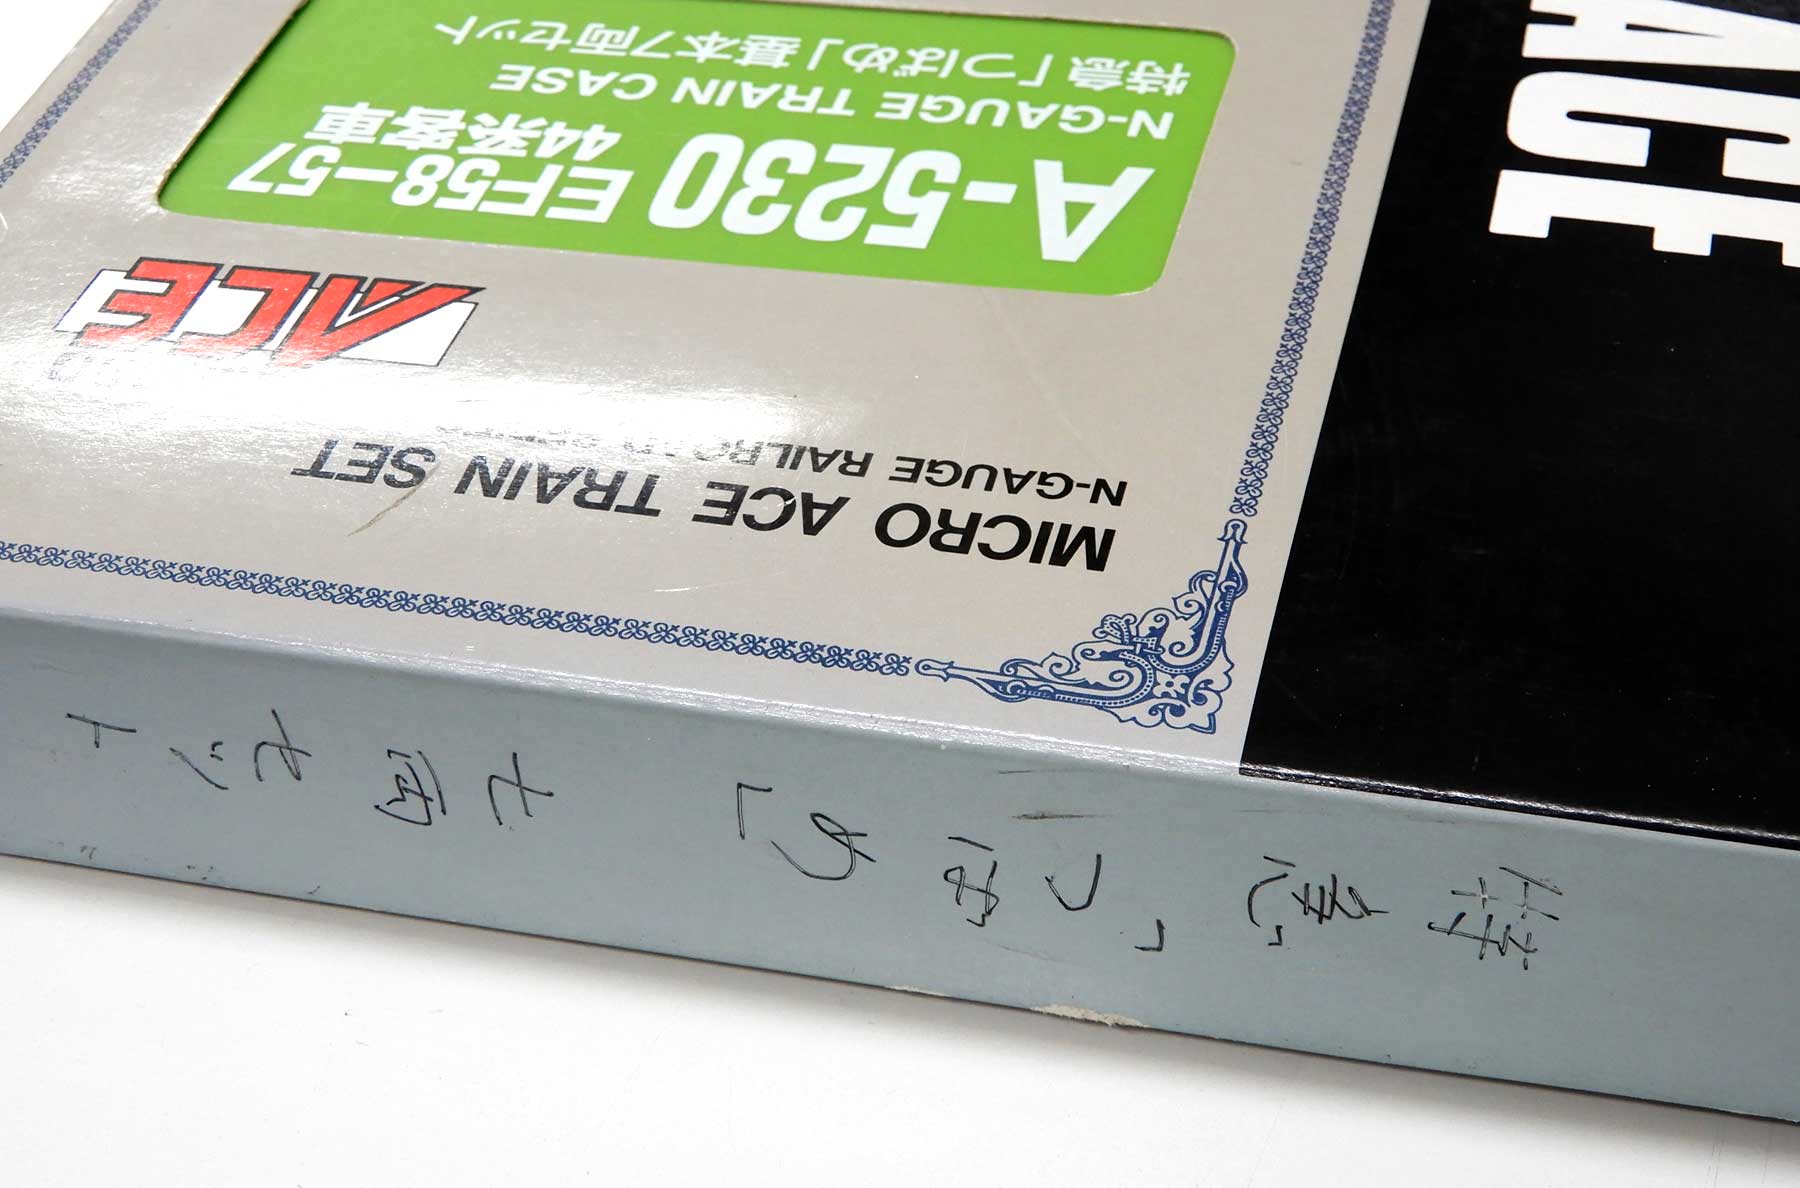 ACE
特急「つばめ」基本7両セット
N-GAUGE TRAIN CASE
A-5230 EF58-57
44系客車
ACE
N-GAUGE RAILROAD
MICRO ACE TRAIN SET
特急「つばめ」七両セット